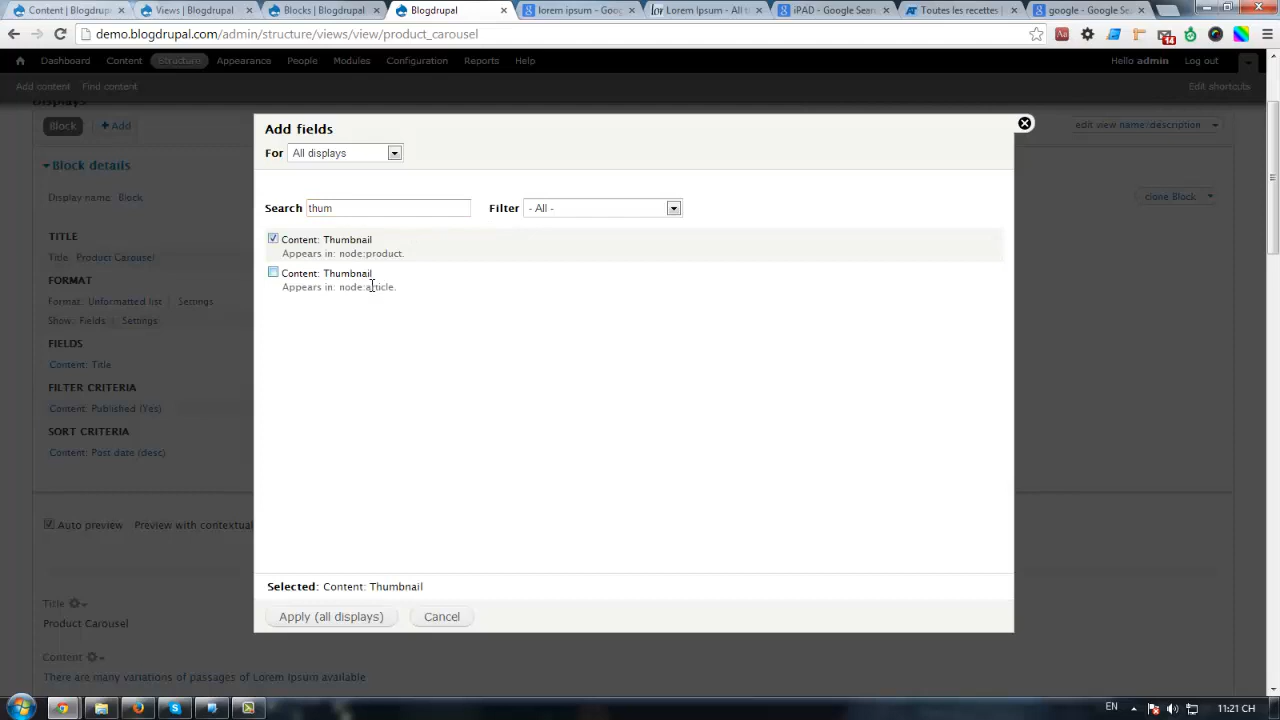 Content | Blogdrupal
Views | Blogdrupal
Blocks | Blogdrupal
Blogdrupal
lorem ipsum - Goog
Lorem Ipsum - All t
iPAD - Google Sear
Toutes les recettes |
google - Google Se
demo.blogdrupal.com/admin/structure/views/view/product_carousel
14
Dashboard Content Structure Appearance People Modules Configuration Reports Help
Hello admin Log out
Add content Find content
Edit shortcuts
Displays
Block
Add
edit view name/description
Block details
Display name: Block
clone Block
TITLE
Title: Product Carousel
FORMAT
Format: Unformatted list Settings
Show: Fields Settings
FIELDS
Content: Title
FILTER CRITERIA
Content: Published (Yes)
SORT CRITERIA
Content: Post date (desc)
Auto preview Preview with contextual
Title
Product Carousel
Content
There are many variations of passages of Lorem Ipsum available
Add fields
For All displays
Search thum Filter - All -
Content: Thumbnail
Appears in: node:product.
Content: Thumbnail
Appears in: node:article.
Selected: Content: Thumbnail
Apply (all displays) Cancel
EN
11:21 CH